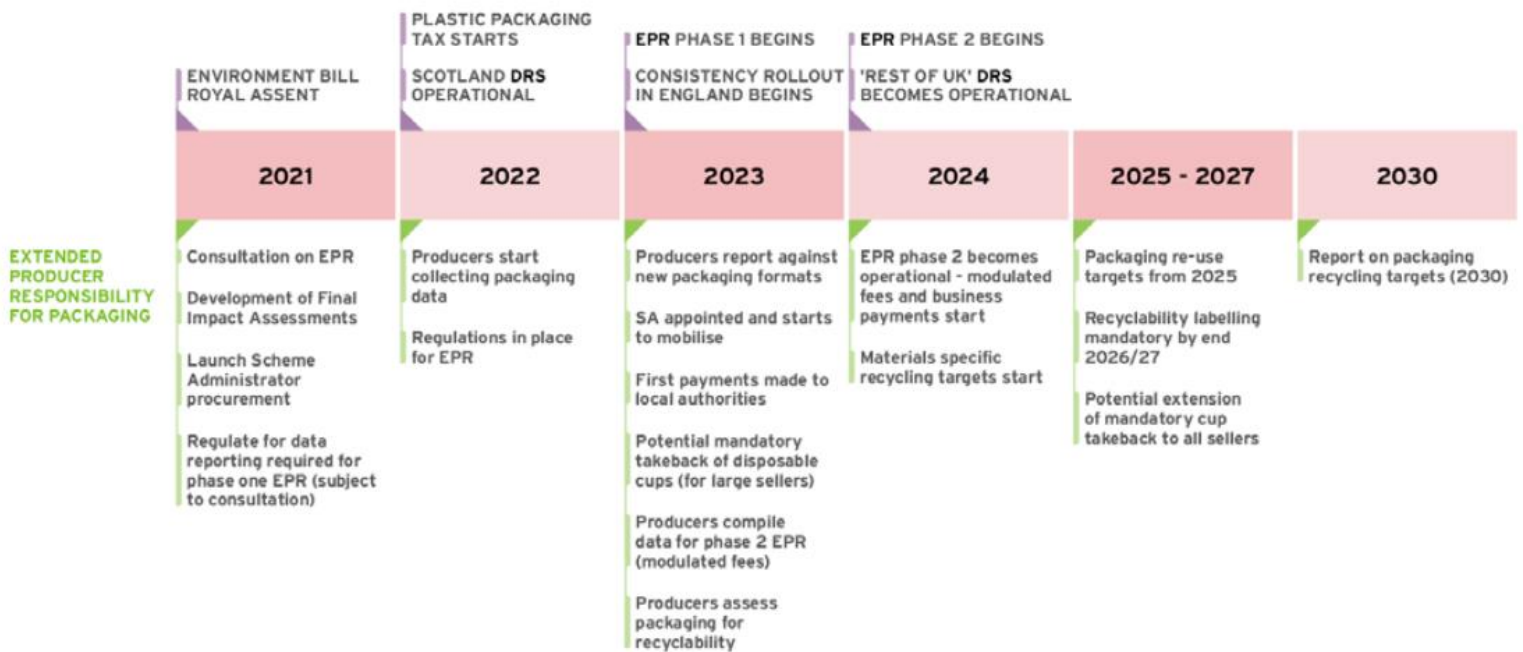 PLASTIC PACKAGING
TAX STARTS
EPR PHASE 1 BEGINS
EPR PHASE 2 BEGINS
ENVIRONMENT BILL
ROYAL ASSENT
SCOTLAND DRS
OPERATIONAL
CONSISTENCY ROLLOUT
IN ENGLAND BEGINS
'REST OF UK' DRS
BECOMES OPERATIONAL
2021
2022
2023
2024
2025 - 2027
2030
EXTENDED
PRODUCER
RESPONSIBILITY
FOR PACKAGING
Consultation on EPR
Development of Final
Impact Assessments
Launch Scheme
Administrator
procurement
Regulate for data
reporting required for
phase one EPR (subject
to consultation)
Producers start
collecting packaging
data
Regulations in place
for EPR
Producers report against
new packaging formats
SA appointed and starts
to mobilise
First payments made to
local authorities
Potential mandatory
takeback of disposable
cups (for large sellers)
Producers compile
data for phase 2 EPR
(modulated fees)
Producers assess
packaging for
recyclability
EPR phase 2 becomes
operational - modulated
fees and business
payments start
Materials specific
recycling targets start
Packaging re-use
targets from 2025
Recyclability labelling
mandatory by end
2026/27
Potential extension
of mandatory cup
takeback to all sellers
Report on packaging
recycling targets (2030)